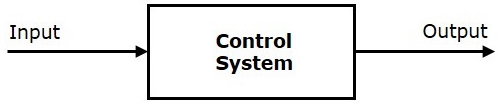 Input
Control
System
Output